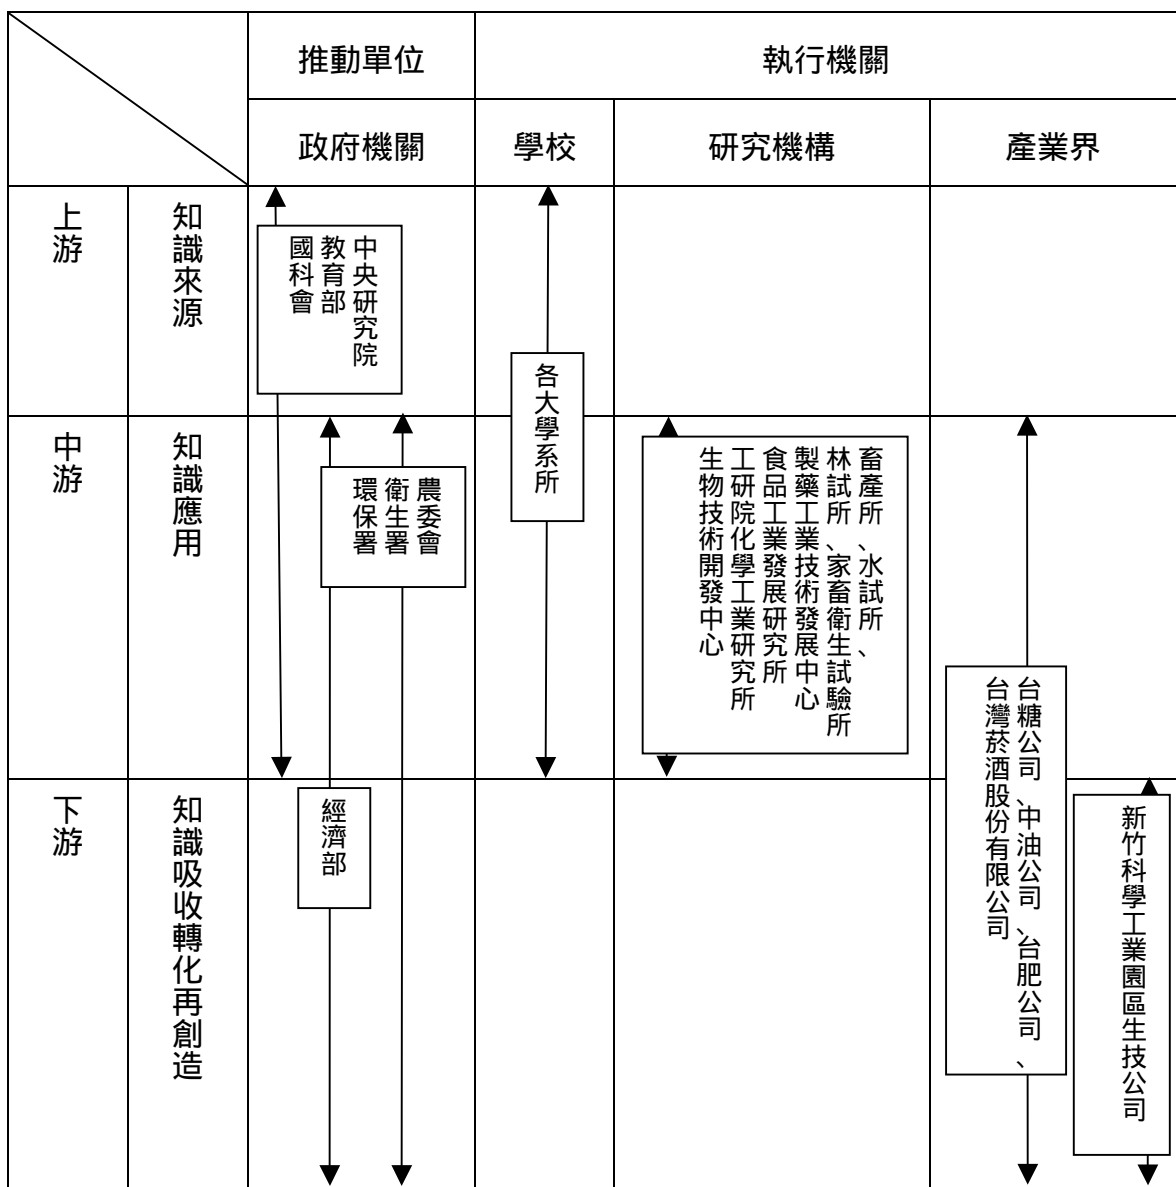 推動單位
執行機關
政府機關
學校
研究機構
產業界
上游
知識來源
中央研究院
教育部
國科會
各大學系所
中游
知識應用
農委會
衛生署
環保署
畜產所、水試所、
林試所、家畜衛生試驗所
製藥工業技術發展中心
食品工業發展研究所
工研院化學工業研究所
生物技術開發中心
台糖公司、中油公司、台肥公司、
台灣菸酒股份有限公司
下游
知識吸收轉化再創造
經濟部
新竹科學工業園區生技公司